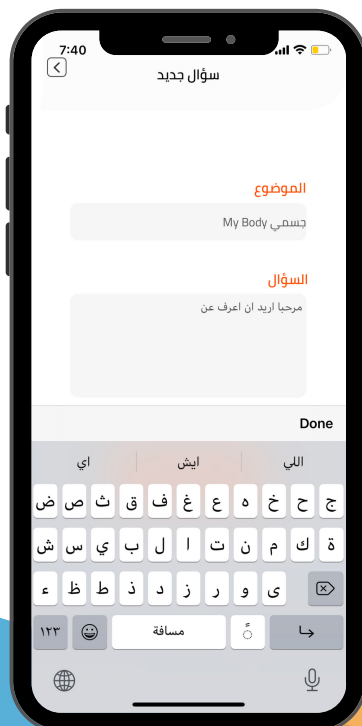 7:40
سؤال جديد
الموضوع
جسمي My Body
السؤال
مرحبا اريد ان اعرف عن
Done
اللي ايش اي
ض ص ث ق ف غ ع ه خ ح ج
ش س ي ب ل ا ت ن م ك ة
ء ظ ط ذ د ز ر و ى
١٢٣ مسافة